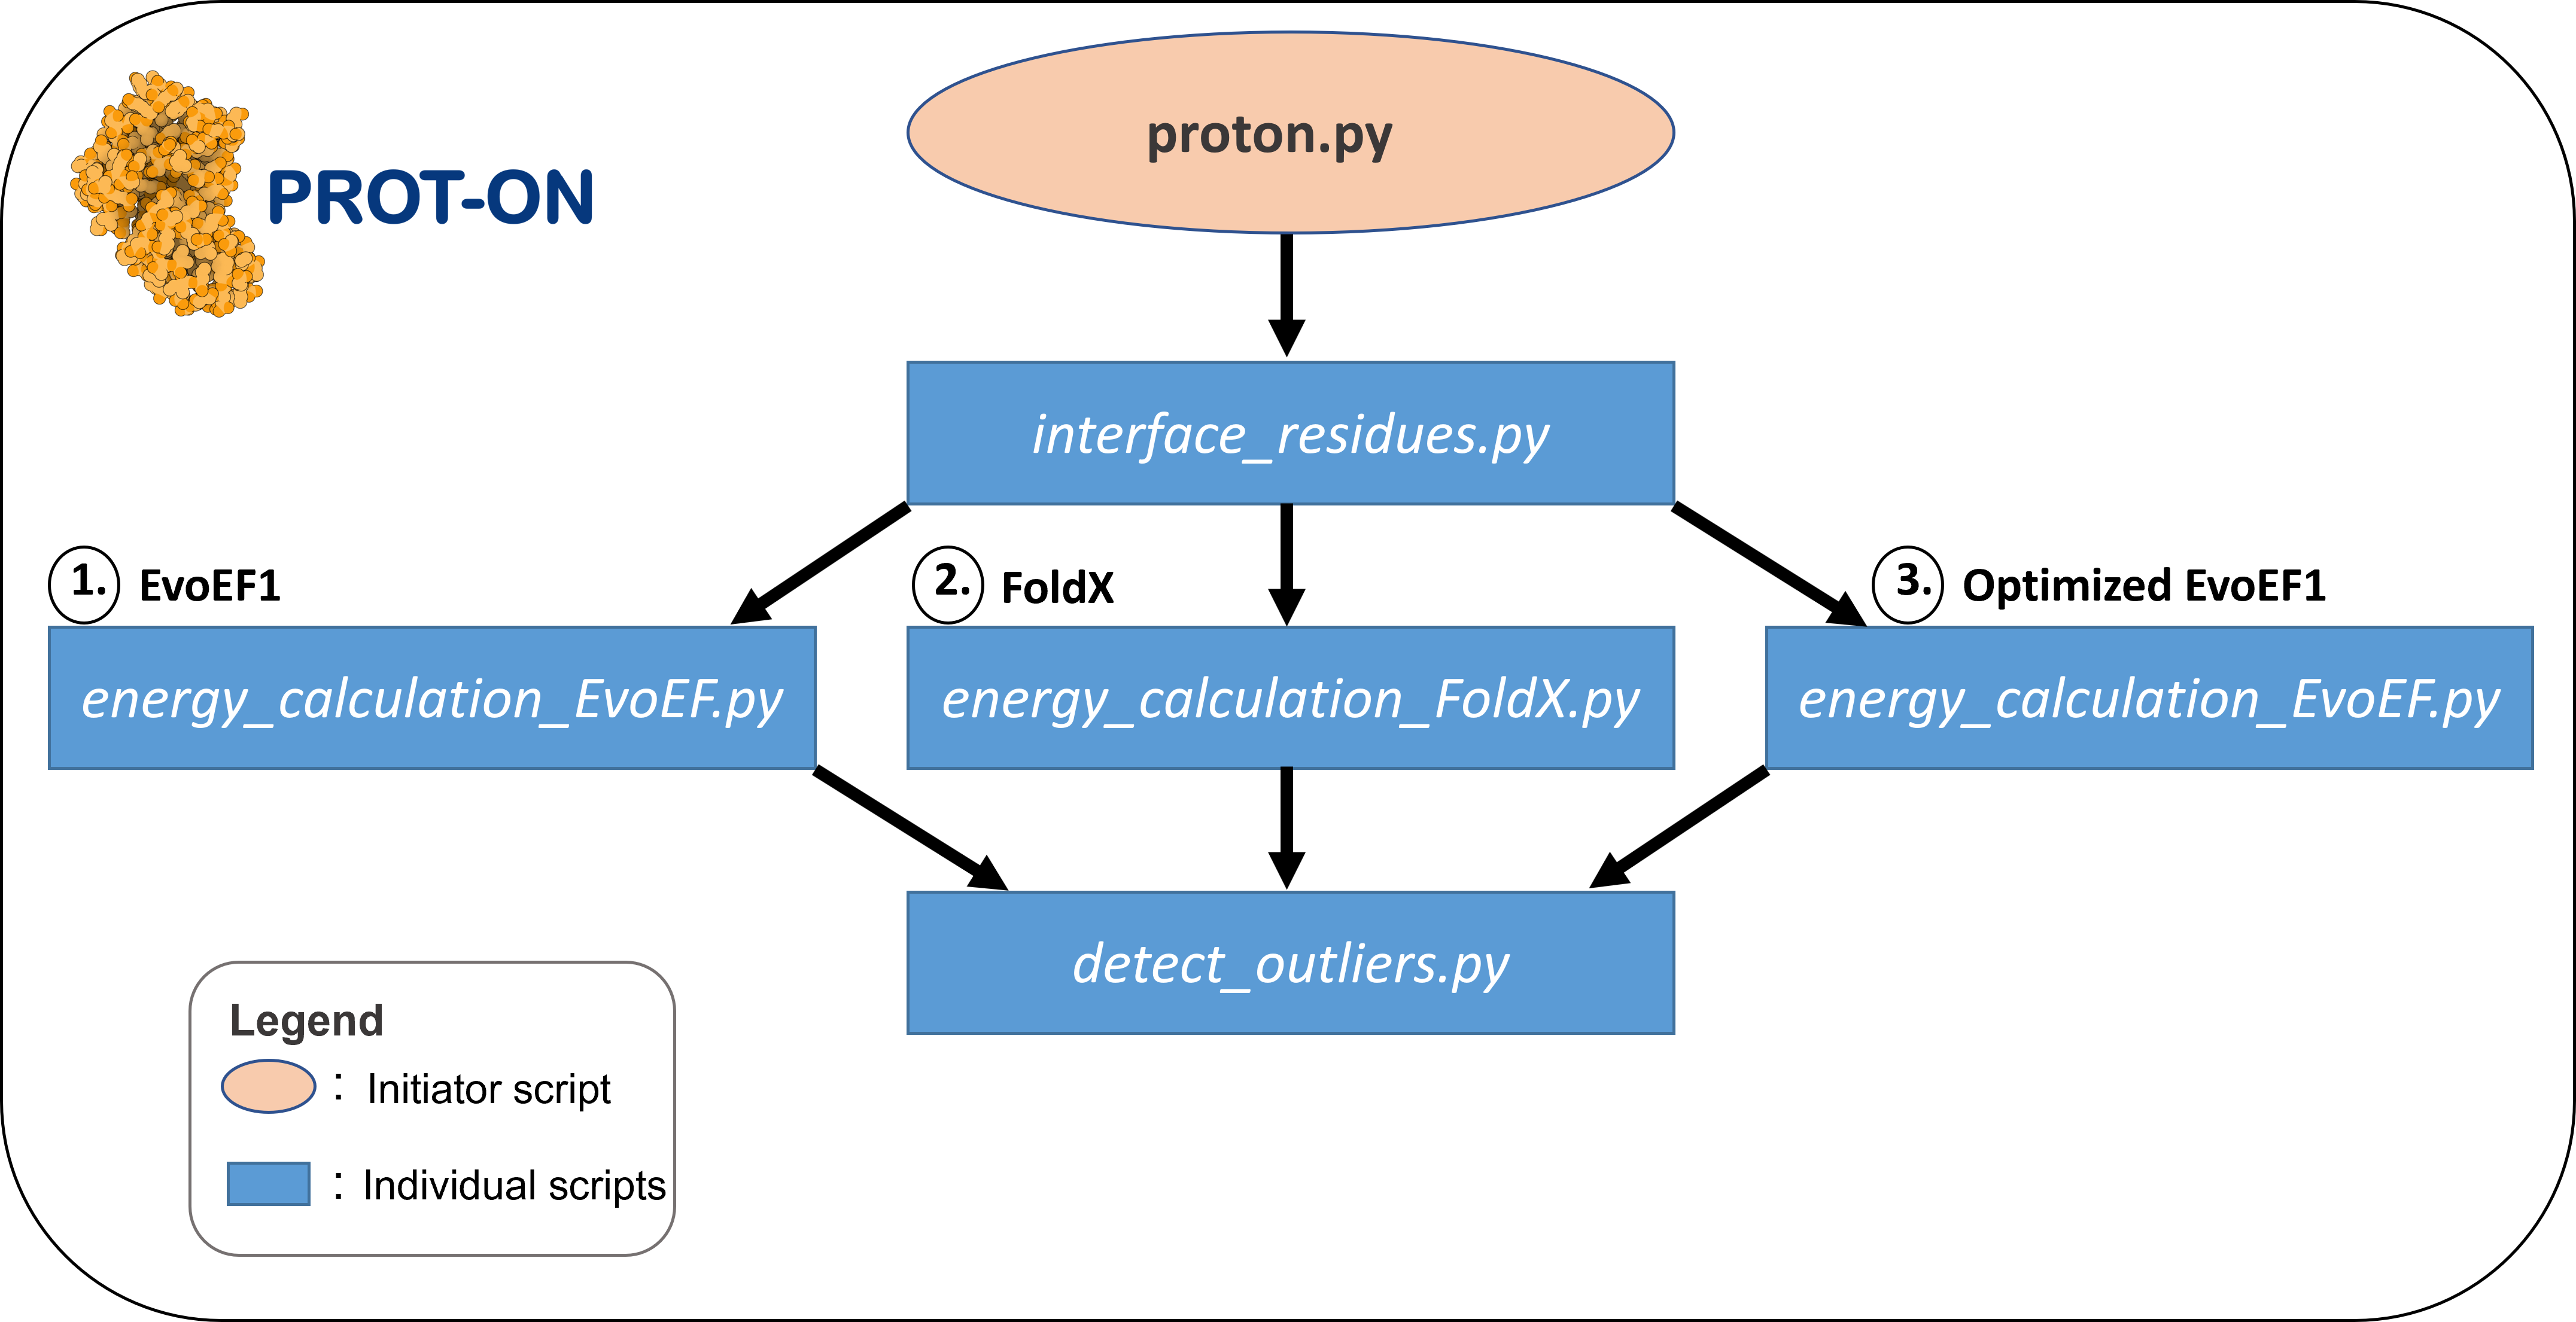 PROT-ON
proton.py
interface_residues.py
1. EvoEF1
2. FoldX
3. Optimized EvoEF1
energy_calculation_EvoEF.py
energy_calculation_FoldX.py
energy_calculation_EvoEF.py
detect_outliers.py
Legend
: Initiator script
: Individual scripts